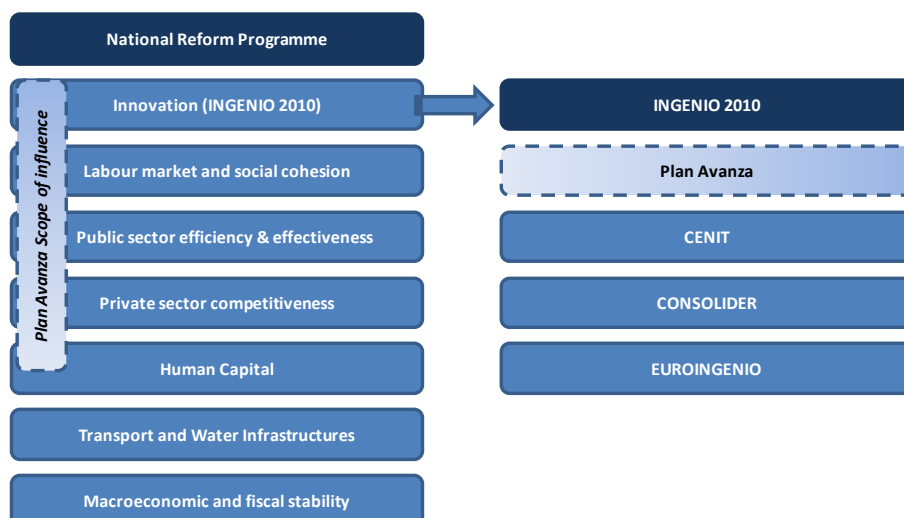 National Reform Programme
Plan Avanza Scope of influence
Innovation (INGENIO 2010)
Labour market and social cohesion
Public sector efficiency & effectiveness
Private sector competitiveness
Human Capital
Transport and Water Infrastructures
Macroeconomic and fiscal stability
INGENIO 2010
Plan Avanza
CENIT
CONSOLIDER
EUROINGENIO